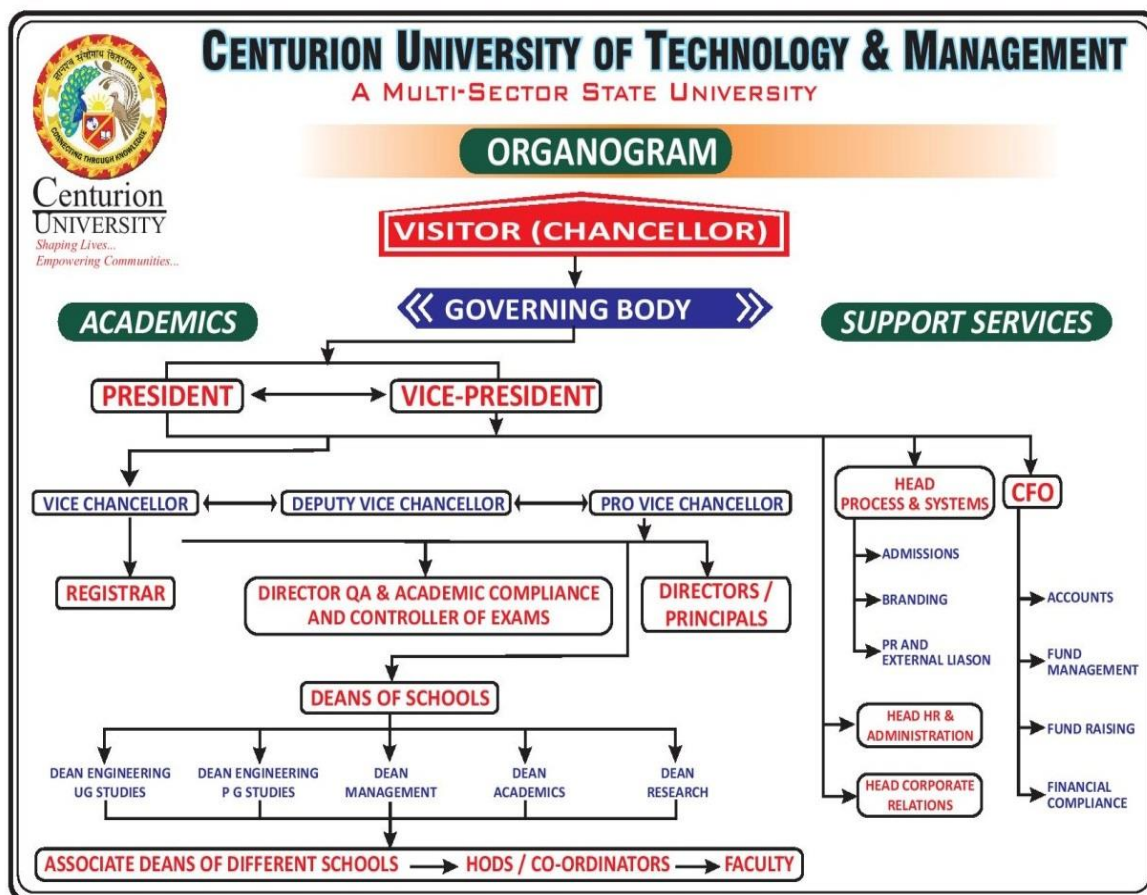 CENTURION UNIVERSITY OF TECHNOLOGY & MANAGEMENT
A MULTI-SECTOR STATE UNIVERSITY
CONNECTING THROUGH KNOWLEDGE
Centurion
UNIVERSITY
Shaping Lives...
Empowering Communities...
ORGANOGRAM
VISITOR (CHANCELLOR)
GOVERNING BODY
ACADEMICS
SUPPORT SERVICES
PRESIDENT
VICE-PRESIDENT
VICE CHANCELLOR
DEPUTY VICE CHANCELLOR
PRO VICE CHANCELLOR
HEAD
PROCESS & SYSTEMS
CFO
REGISTRAR
DIRECTOR QA & ACADEMIC COMPLIANCE
AND CONTROLLER OF EXAMS
DIRECTORS /
PRINCIPALS
ADMISSIONS
BRANDING
PR AND
EXTERNAL LIASON
ACCOUNTS
FUND
MANAGEMENT
FUND RAISING
FINANCIAL
COMPLIANCE
HEAD HR &
ADMINISTRATION
HEAD CORPORATE
RELATIONS
DEANS OF SCHOOLS
DEAN ENGINEERING
UG STUDIES
DEAN ENGINEERING
P G STUDIES
DEAN
MANAGEMENT
DEAN
ACADEMICS
DEAN
RESEARCH
ASSOCIATE DEANS OF DIFFERENT SCHOOLS
HODS / CO-ORDINATORS
FACULTY